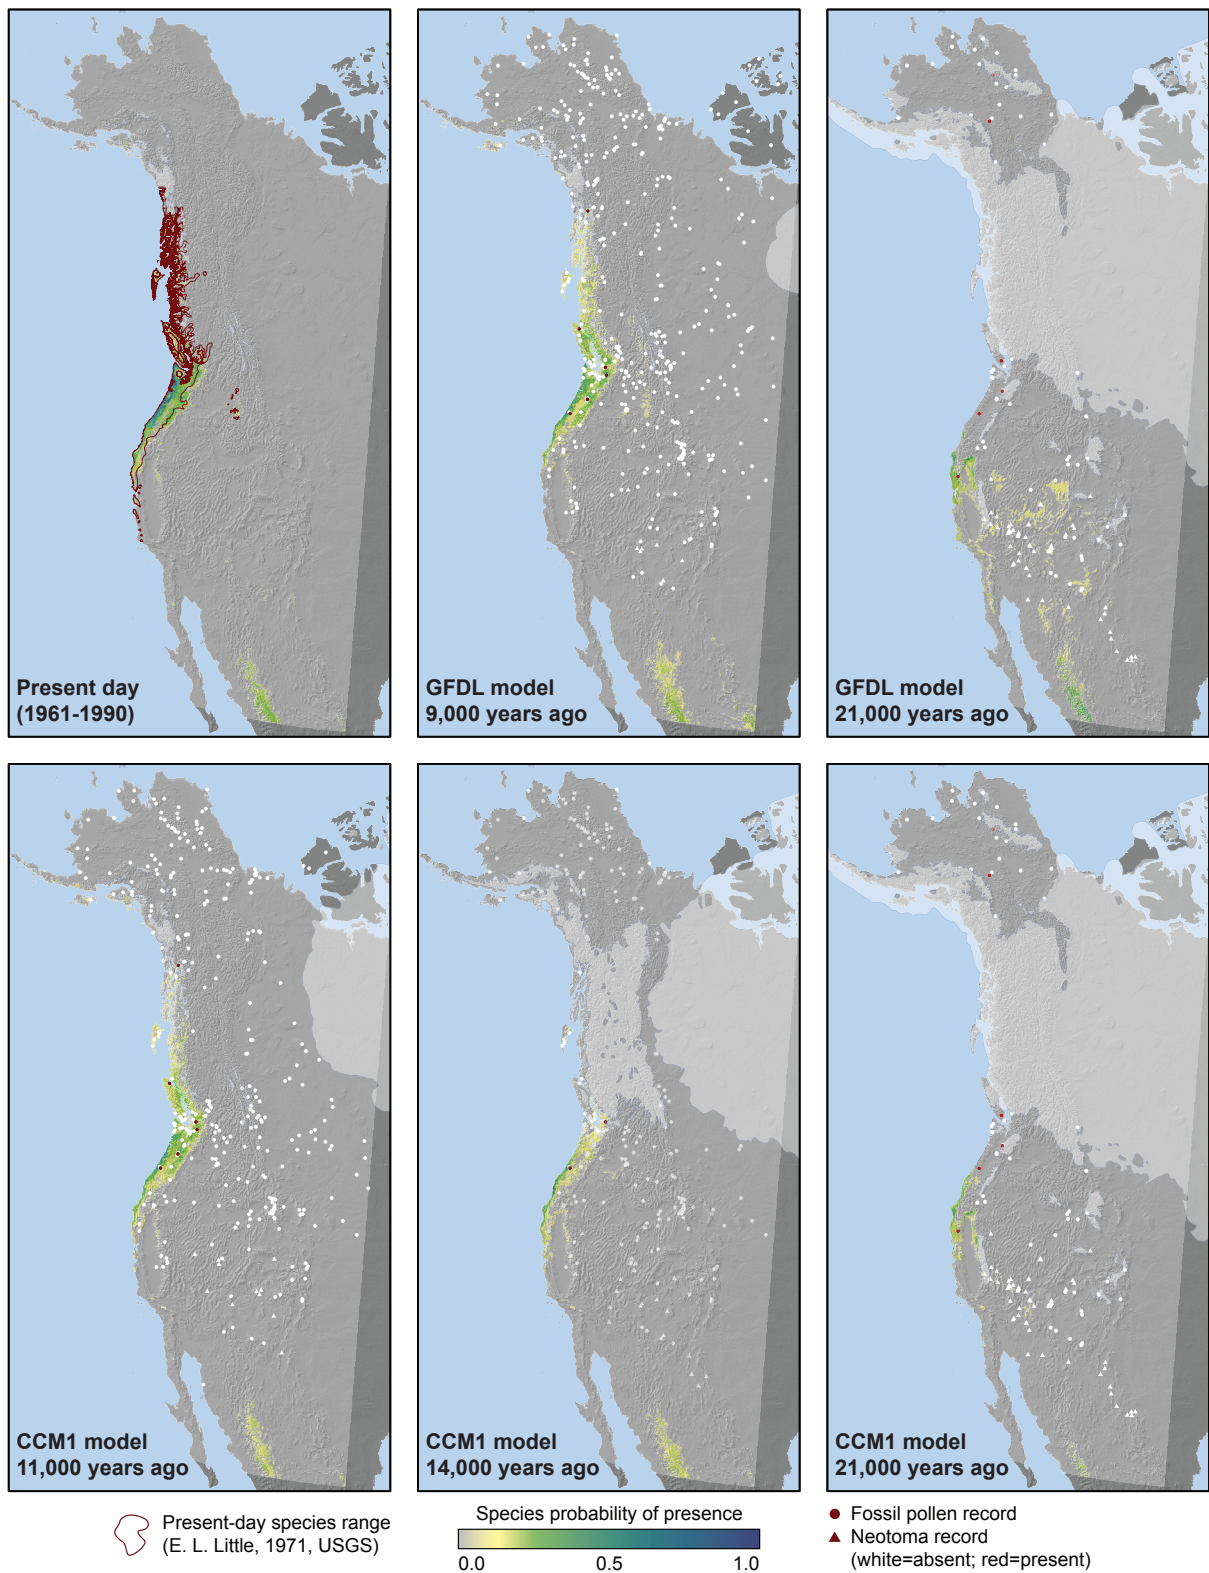 Present day
(1961-1990)
GFDL model
9,000 years ago
GFDL model
21,000 years ago
CCM1 model
11,000 years ago
CCM1 model
14,000 years ago
CCM1 model
21,000 years ago
Present-day species range
(E. L. Little, 1971, USGS)
Species probability of presence
0.0
0.5
1.0
Fossil pollen record
Neotoma record
(white=absent; red=present)